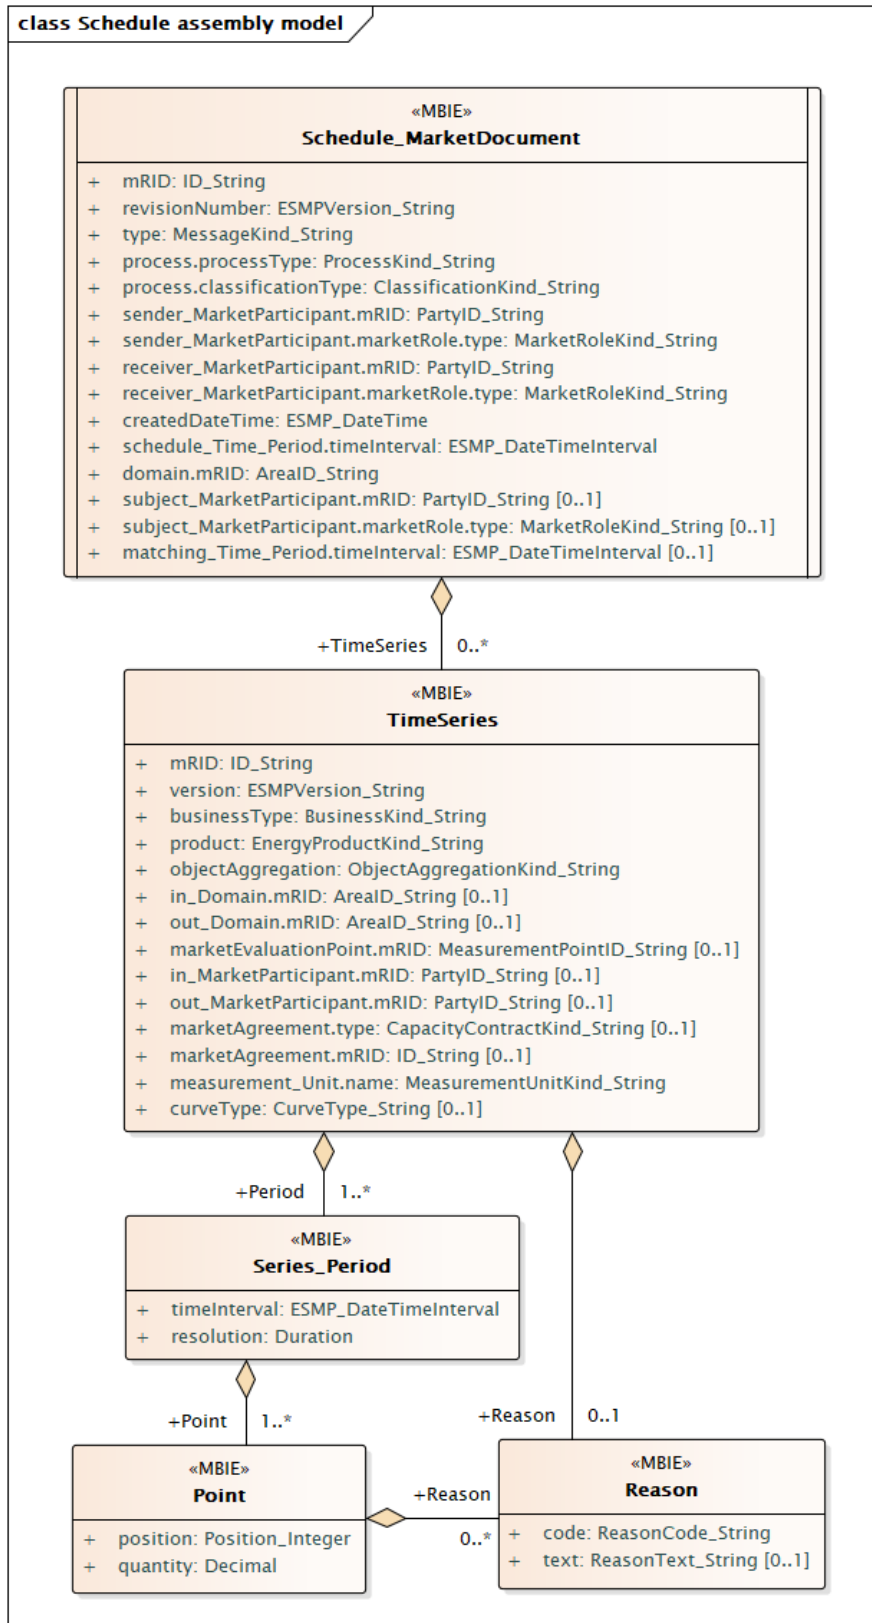 class Schedule assembly model
«MBIE»
Schedule_MarketDocument
+ mRID: ID_String
+ revisionNumber: ESMPVersion_String
+ type: MessageKind_String
+ process.processType: ProcessKind_String
+ process.classificationType: ClassificationKind_String
+ sender_MarketParticipant.mRID: PartyID_String
+ sender_MarketParticipant.marketRole.type: MarketRoleKind_String
+ receiver_MarketParticipant.mRID: PartyID_String
+ receiver_MarketParticipant.marketRole.type: MarketRoleKind_String
+ createdDateTime: ESMP_DateTime
+ schedule_Time_Period.timeInterval: ESMP_DateTimeInterval
+ domain.mRID: AreaID_String
+ subject_MarketParticipant.mRID: PartyID_String [0..1]
+ subject_MarketParticipant.marketRole.type: MarketRoleKind_String [0..1]
+ matching_Time_Period.timeInterval: ESMP_DateTimeInterval [0..1]
+TimeSeries 0..*
«MBIE»
TimeSeries
+ mRID: ID_String
+ version: ESMPVersion_String
+ businessType: BusinessKind_String
+ product: EnergyProductKind_String
+ objectAggregation: ObjectAggregationKind_String
+ in_Domain.mRID: AreaID_String [0..1]
+ out_Domain.mRID: AreaID_String [0..1]
+ marketEvaluationPoint.mRID: MeasurementPointID_String [0..1]
+ in_MarketParticipant.mRID: PartyID_String [0..1]
+ out_MarketParticipant.mRID: PartyID_String [0..1]
+ marketAgreement.type: CapacityContractKind_String [0..1]
+ marketAgreement.mRID: ID_String [0..1]
+ measurement_Unit.name: MeasurementUnitKind_String
+ curveType: CurveType_String [0..1]
+Period 1..*
«MBIE»
Series_Period
+ timeInterval: ESMP_DateTimeInterval
+ resolution: Duration
+Point 1..*
+Reason 0..1
«MBIE»
Point
+ position: Position_Integer
+ quantity: Decimal
+Reason
0..*
«MBIE»
Reason
+ code: ReasonCode_String
+ text: ReasonText_String [0..1]